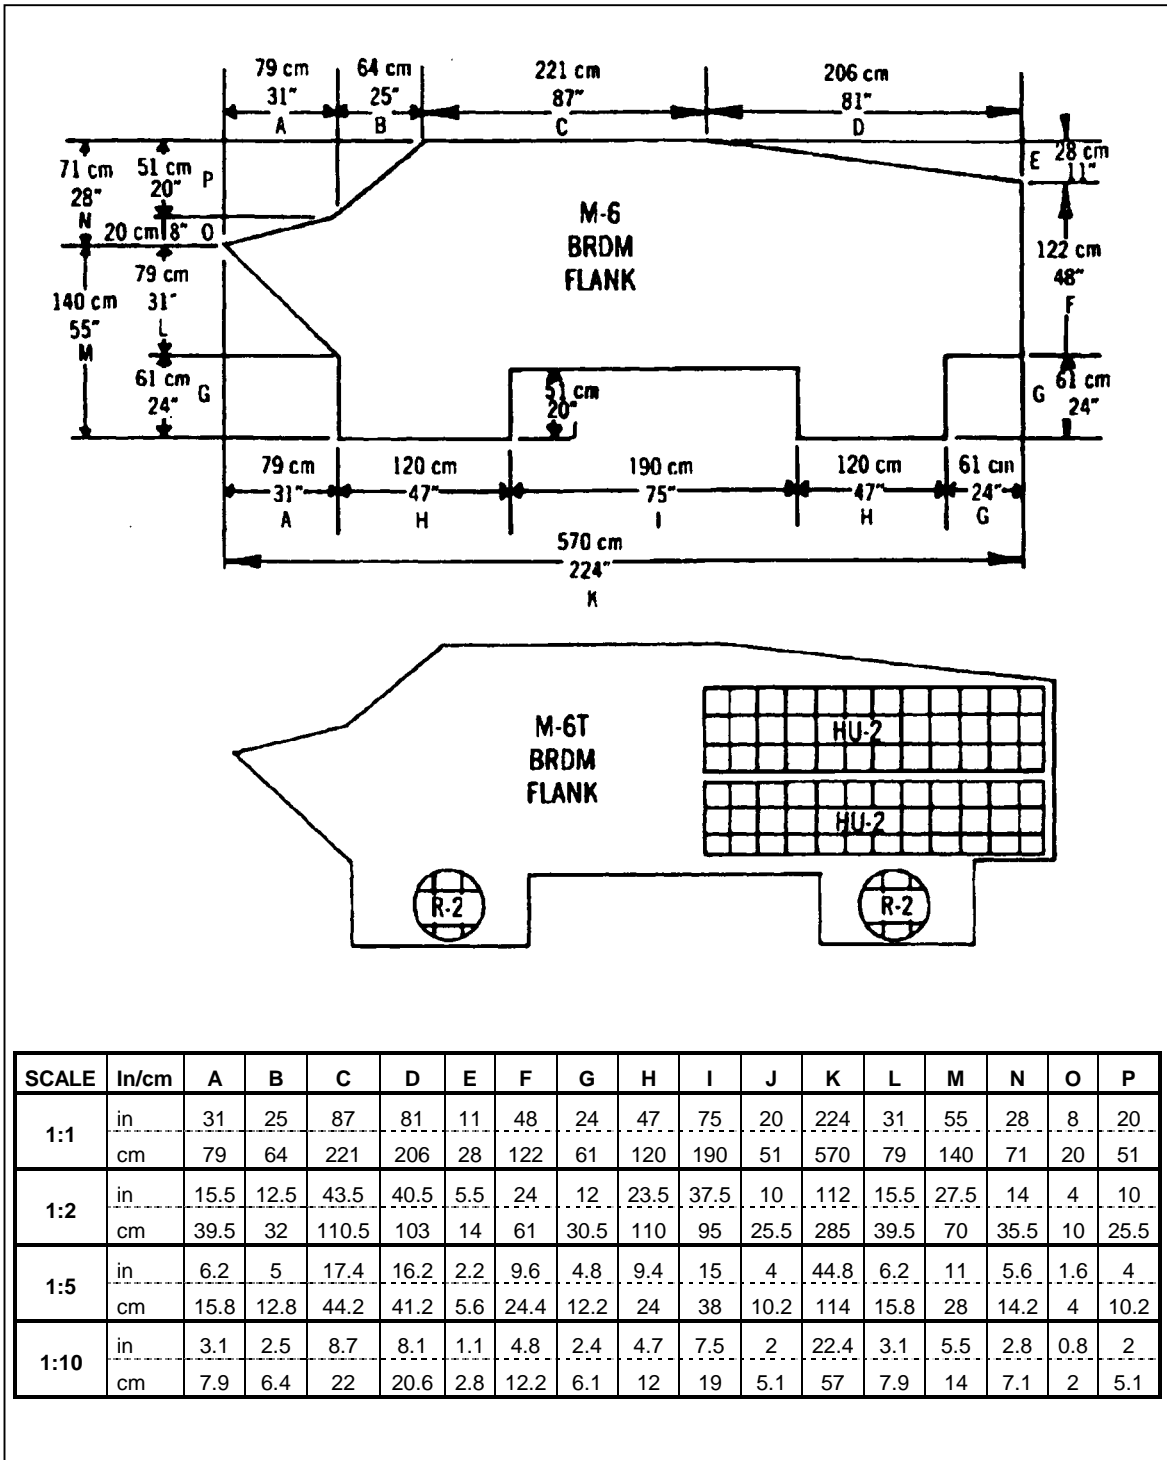 79 cm 64 cm 221 cm 206 cm
31" 25" 87" 81"
A B C D
71 cm 51 cm P E 28 cm
28" 20" 11"
N
20 cm 8" O
M-6
BRDM
FLANK
79 cm 122 cm
31" 48"
L F
140 cm
55"
M
61 cm G 51 cm G 61 cm
24" 20" 24"
J
79 cm 120 cm 190 cm 120 cm 61 cm
31" 47" 75" 47" 24"
A H I H G
570 cm
224"
K
M-6T
BRDM
FLANK
HU-2
HU-2
R-2 R-2
SCALE In/cm A B C D E F G H I J K L M N O P
1:1 in 31 25 87 81 11 48 24 47 75 20 224 31 55 28 8 20
cm 79 64 221 206 28 122 61 120 190 51 570 79 140 71 20 51
1:2 in 15.5 12.5 43.5 40.5 5.5 24 12 23.5 37.5 10 112 15.5 27.5 14 4 10
cm 39.5 32 110.5 103 14 61 30.5 110 95 25.5 285 39.5 70 35.5 10 25.5
1:5 in 6.2 5 17.4 16.2 2.2 9.6 4.8 9.4 15 4 44.8 6.2 11 5.6 1.6 4
cm 15.8 12.8 44.2 41.2 5.6 24.4 12.2 24 38 10.2 114 15.8 28 14.2 4 10.2
1:10 in 3.1 2.5 8.7 8.1 1.1 4.8 2.4 4.7 7.5 2 22.4 3.1 5.5 2.8 0.8 2
cm 7.9 6.4 22 20.6 2.8 12.2 6.1 12 19 5.1 57 7.9 14 7.1 2 5.1